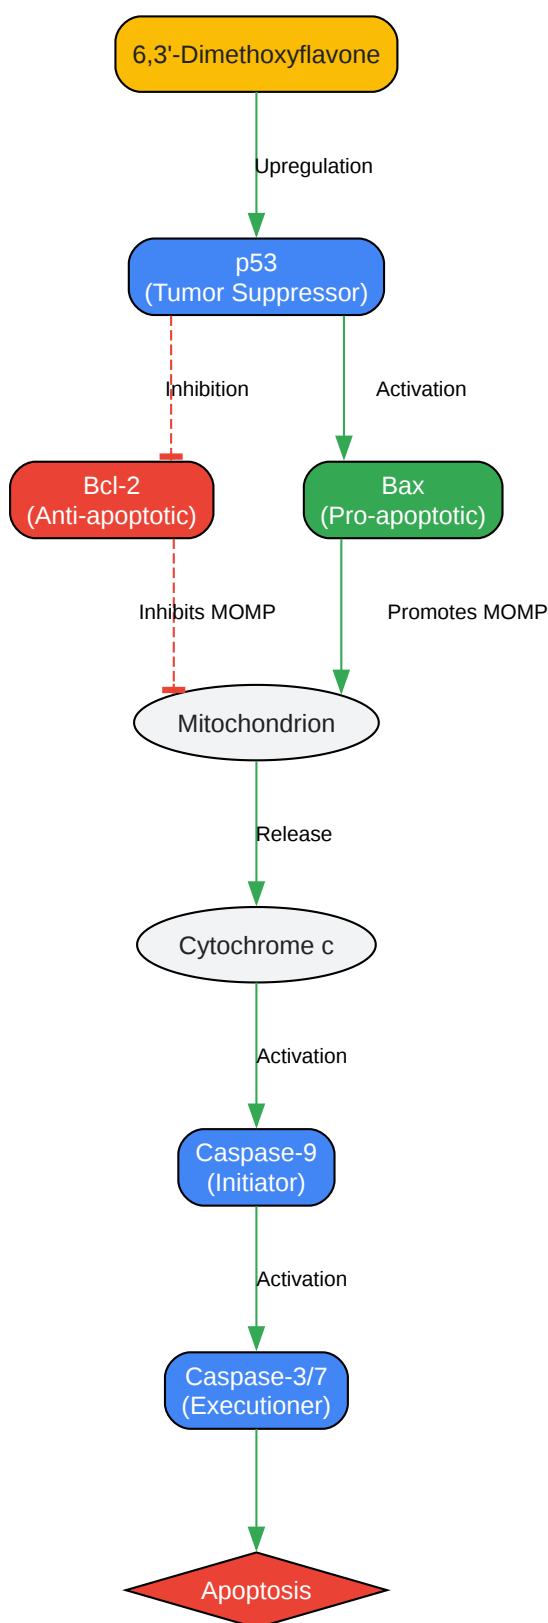 6,3'-Dimethoxyflavone
Upregulation
p53
(Tumor Suppressor)
Inhibition
Activation
Bcl-2
(Anti-apoptotic)
Bax
(Pro-apoptotic)
Inhibits MOMP
Promotes MOMP
Mitochondrion
Release
Cytochrome c
Activation
Caspase-9
(Initiator)
Activation
Caspase-3/7
(Executioner)
Apoptosis